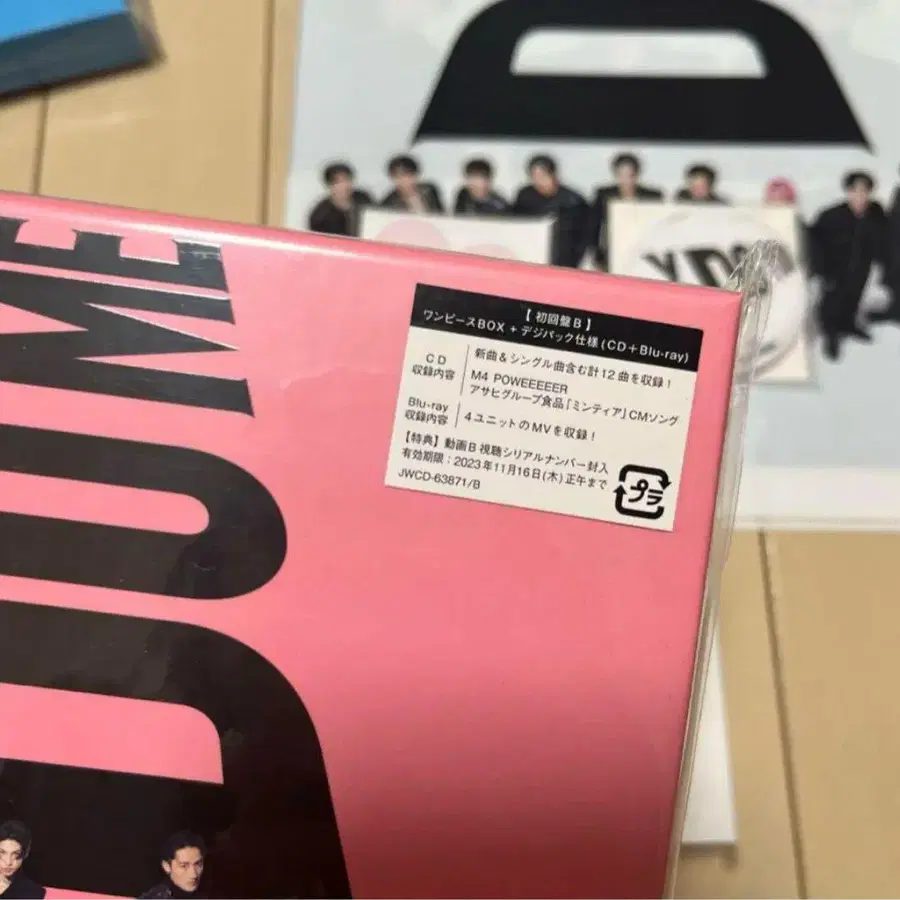 OUME
【 初回盤B 】
ワンピースBOX + デジパック仕様 (CD+Blu-ray)
CD
収録内容
新曲&シングル曲含む計12曲を収録!
M4 POWEEEEER
アサヒグループ食品「ミンティア」CMソング
Blu-ray
収録内容
4ユニットのMVを収録!
【特典】動画B 視聴シリアルナンバー封入
有効期限:2023年11月16日(木)正午まで
JWCD-63871/B
プラ